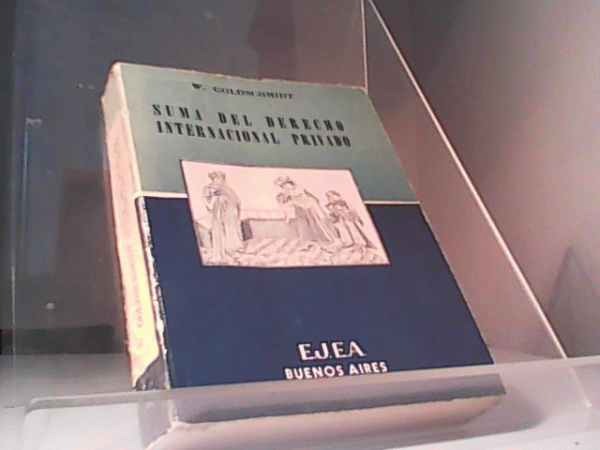 W. GOLDSCHMIDT
SUMA DEL DERECHO
INTERNACIONAL PRIVADO
EJEA
BUENOS AIRES